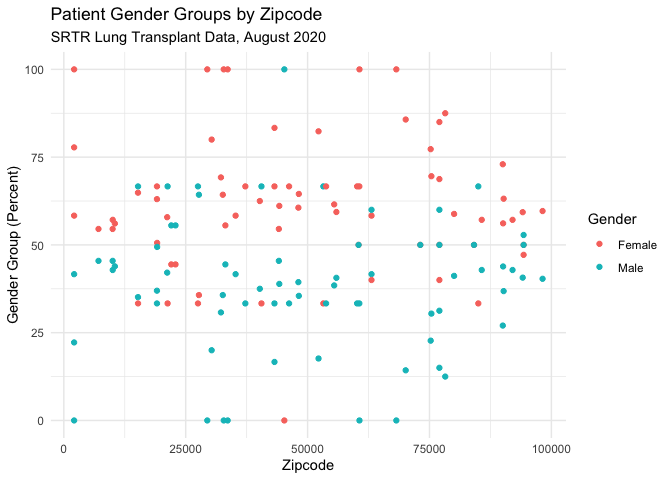 Patient Gender Groups by Zipcode
SRTR Lung Transplant Data, August 2020
100
75
50
25
0
Gender Group (Percent)
0 25000 50000 75000 100000
Zipcode
Gender
Female
Male